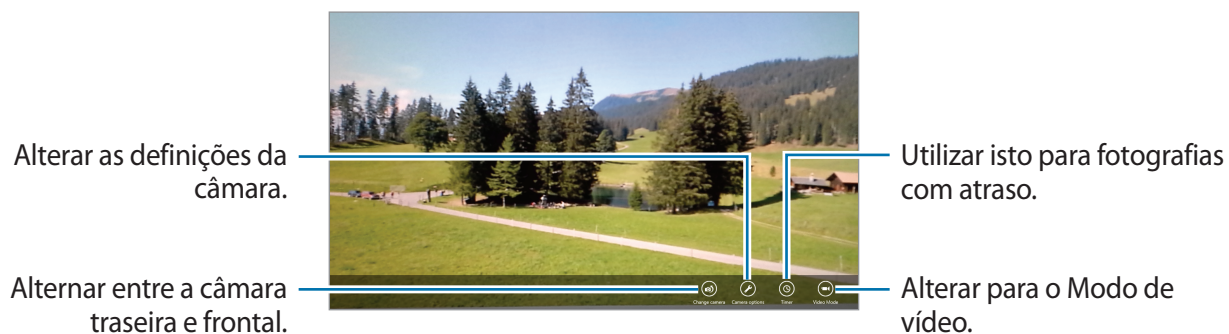 Alterar as definições da
câmara.
Utilizar isto para fotografias
com atraso.
Alternar entre a câmara
traseira e frontal.
Change camera
Camera options
Timer
Video Mode
Alterar para o Modo de
vídeo.